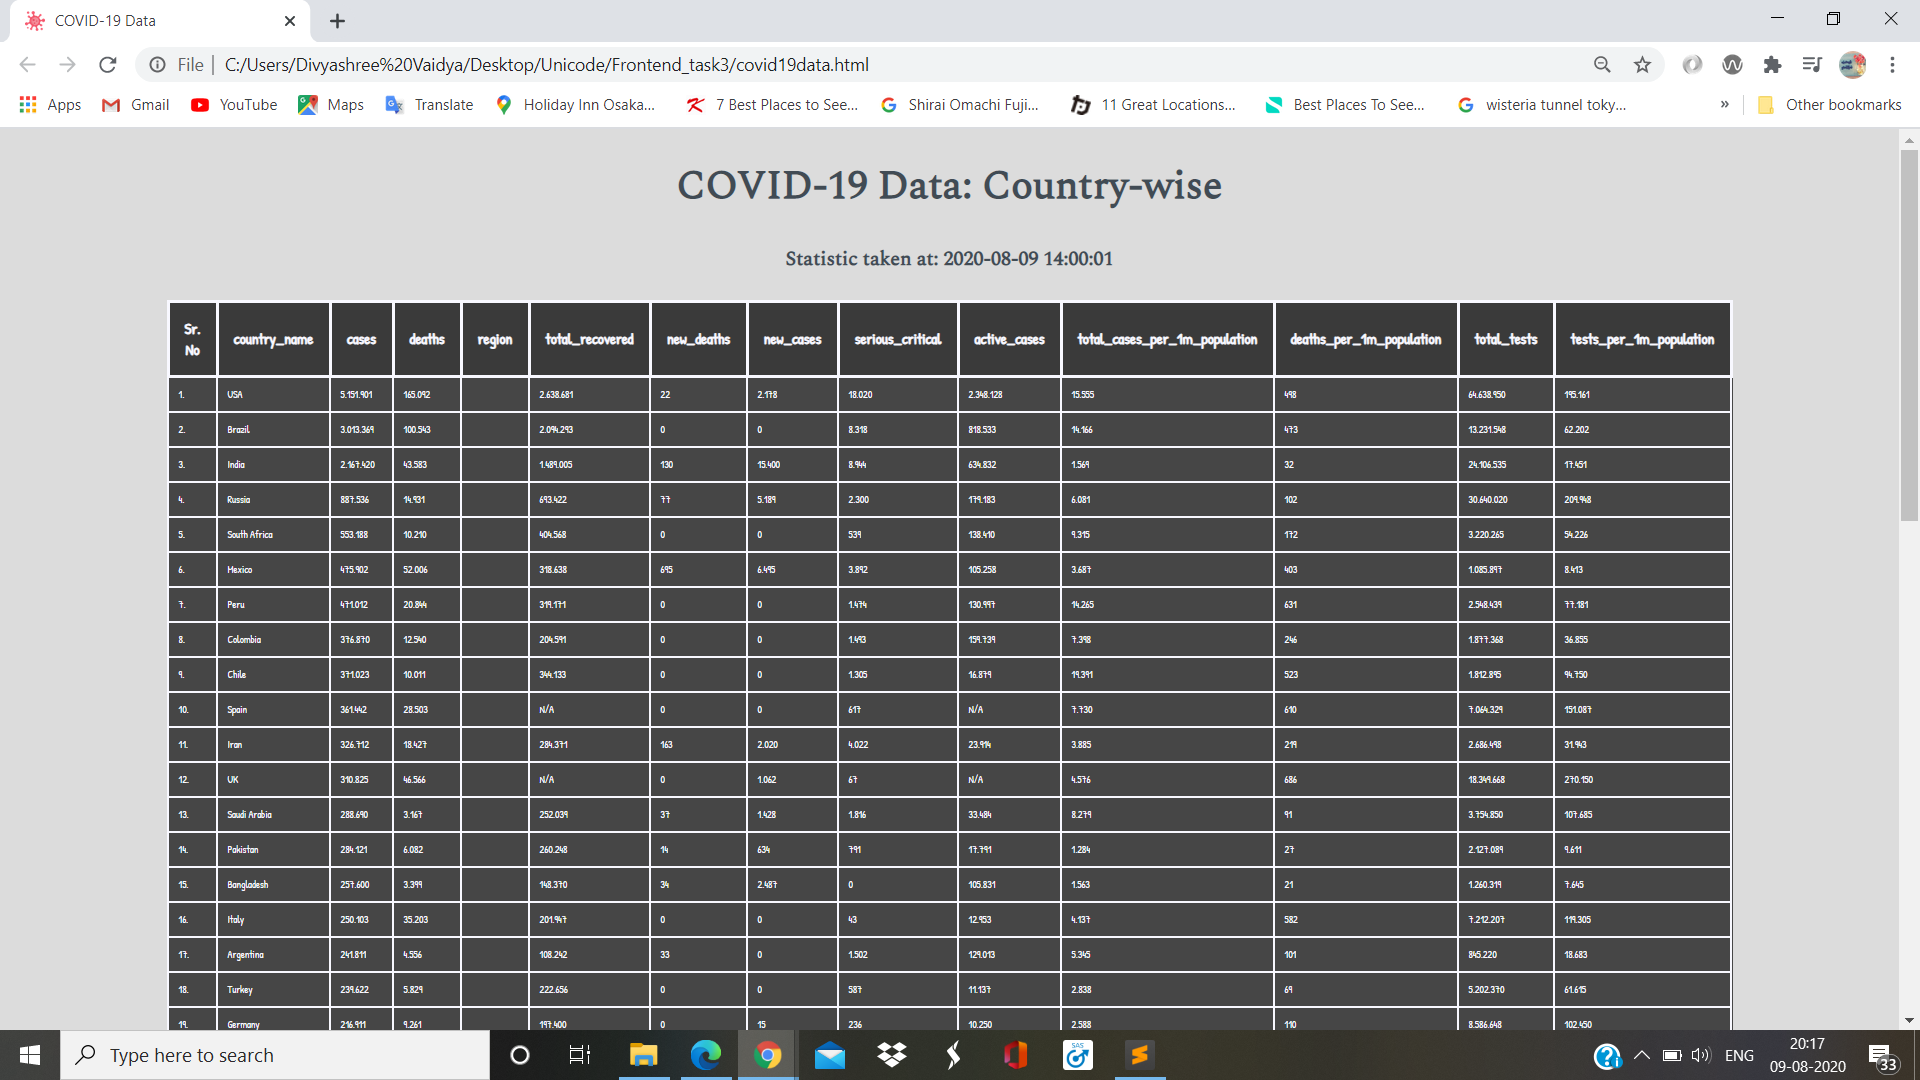 COVID-19 Data
File | C:/Users/Divyashree%20Vaidya/Desktop/Unicode/Frontend_task3/covid19data.html
Apps Gmail YouTube Maps Translate Holiday Inn Osaka... 7 Best Places to See... Shirai Omachi Fuji... 11 Great Locations... Best Places To See... wisteria tunnel toky... » Other bookmarks
COVID-19 Data: Country-wise
Statistic taken at: 2020-08-09 14:00:01
Sr. No country_name cases deaths region total_recovered new_deaths new_cases serious_critical active_cases total_cases_per_1m_population deaths_per_1m_population total_tests tests_per_1m_population
1. USA 5.151.901 165.092 2.638.681 22 2.178 18.020 2.348.128 15.555 498 64.638.950 195.161
2. Brazil 3.013.369 100.543 2.094.293 0 0 8.318 818.533 14.166 473 13.231.548 62.202
3. India 2.167.420 43.583 1.489.005 130 15.400 8.944 634.832 1.569 32 24.106.535 17.451
4. Russia 887.536 14.931 693.422 77 5.189 2.300 179.183 6.081 102 30.640.020 209.948
5. South Africa 553.188 10.210 404.568 0 0 539 138.410 9.315 172 3.220.265 54.226
6. Mexico 475.902 52.006 318.638 695 6.495 3.892 105.258 3.687 403 1.085.897 8.413
7. Peru 471.012 20.844 319.171 0 0 1.474 130.997 14.265 631 2.548.439 77.181
8. Colombia 376.870 12.540 204.591 0 0 1.493 159.739 7.398 246 1.877.368 36.855
9. Chile 371.023 10.011 344.133 0 0 1.305 16.879 19.391 523 1.812.895 94.750
10. Spain 361.442 28.503 N/A 0 0 617 N/A 7.730 610 7.064.329 151.087
11. Iran 326.712 18.427 284.371 163 2.020 4.022 23.914 3.885 219 2.686.498 31.943
12. UK 310.825 46.566 N/A 0 1.062 67 N/A 4.576 686 18.349.668 270.150
13. Saudi Arabia 288.690 3.167 252.039 37 1.428 1.816 33.484 8.279 91 3.754.850 107.685
14. Pakistan 284.121 6.082 260.248 14 634 791 17.791 1.284 27 2.127.089 9.611
15. Bangladesh 257.600 3.399 148.370 34 2.487 0 105.831 1.563 21 1.260.319 7.645
16. Italy 250.103 35.203 201.947 0 0 43 12.953 4.137 582 7.212.207 119.305
17. Argentina 241.811 4.556 108.242 33 0 1.502 129.013 5.345 101 845.220 18.683
18. Turkey 239.622 5.829 222.656 0 0 587 11.137 2.838 69 5.202.370 61.615
19. Germany 216.911 9.261 197.400 0 15 236 10.250 2.588 110 8.586.648 102.450
Type here to search
SAS
ENG
20:17
09-08-2020
33